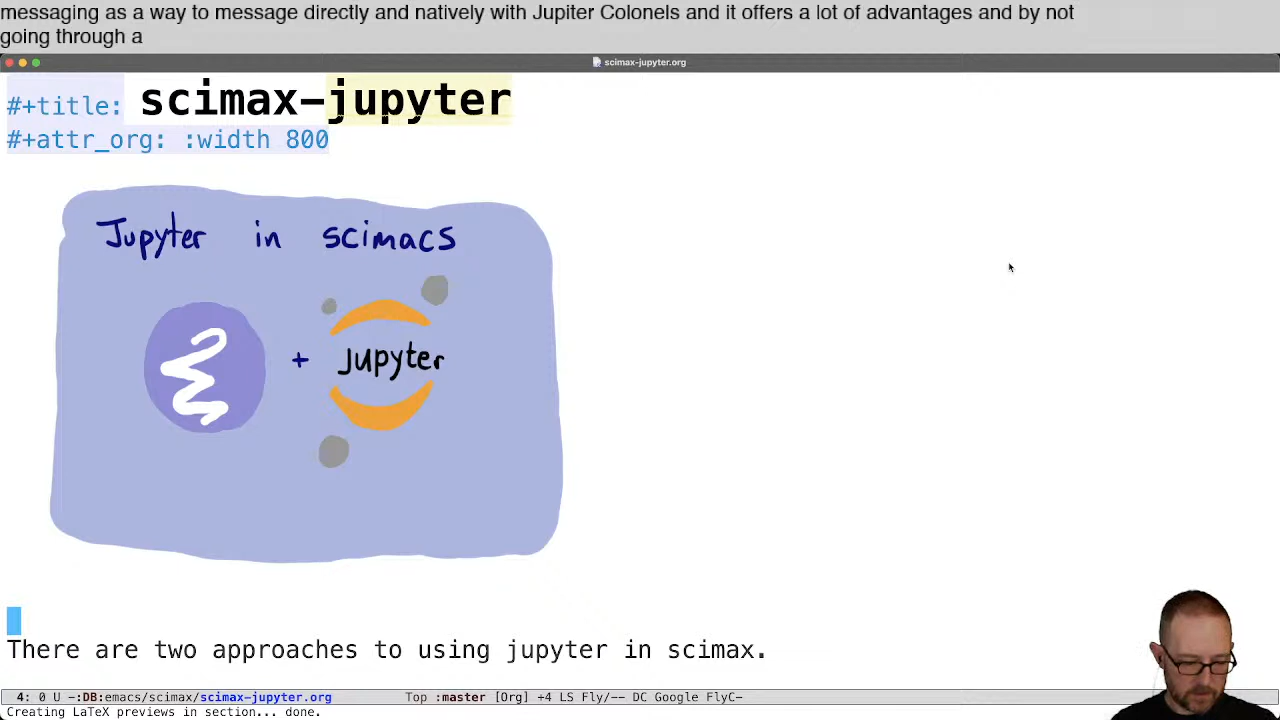 messaging as a way to message directly and natively with Jupiter Colonels and it offers a lot of advantages and by not
going through a
scimax-jupyter.org
#+title: scimax-jupyter
#+attr_org: :width 800
Jupyter in scimacs
+ Jupyter
There are two approaches to using jupyter in scimax.
4: 0 U -:DB:emacs/scimax/scimax-jupyter.org Top :master [Org] +4 LS Fly/-- DC Google FlyC-
Creating LaTeX previews in section... done.